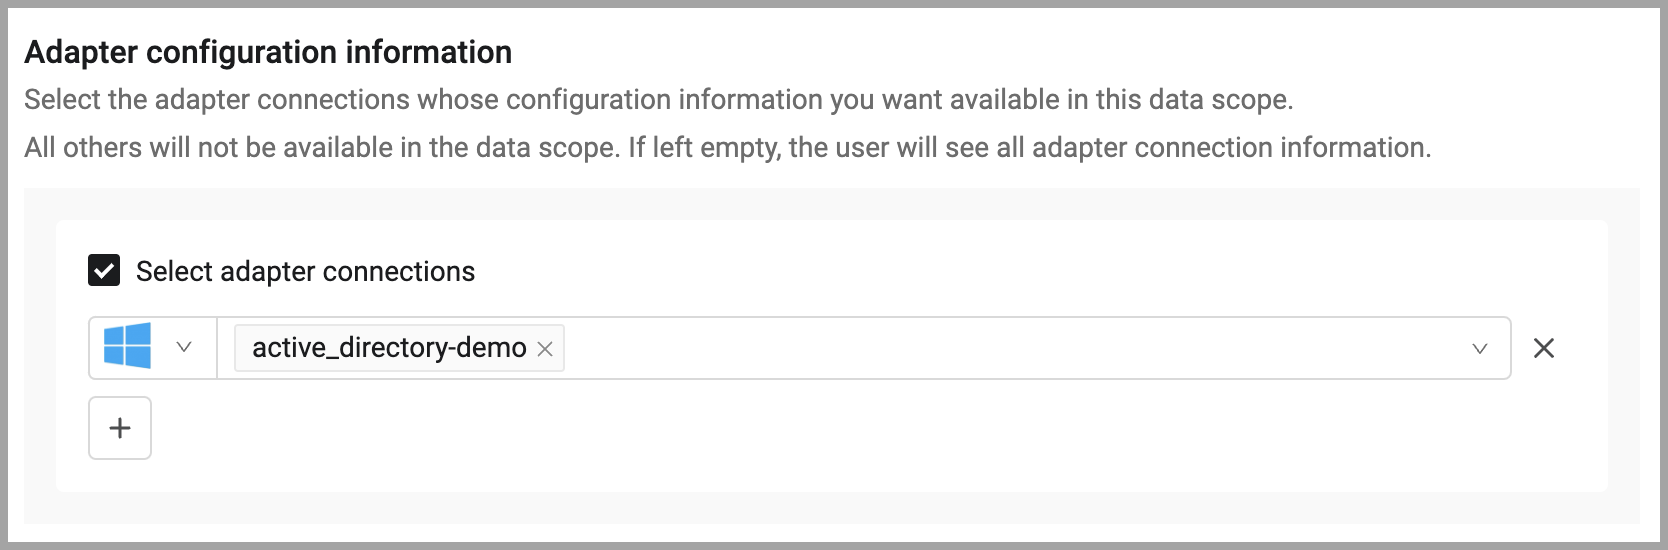 Adapter configuration information
Select the adapter connections whose configuration information you want available in this data scope.
All others will not be available in the data scope. If left empty, the user will see all adapter connection information.
Select adapter connections
active_directory-demo